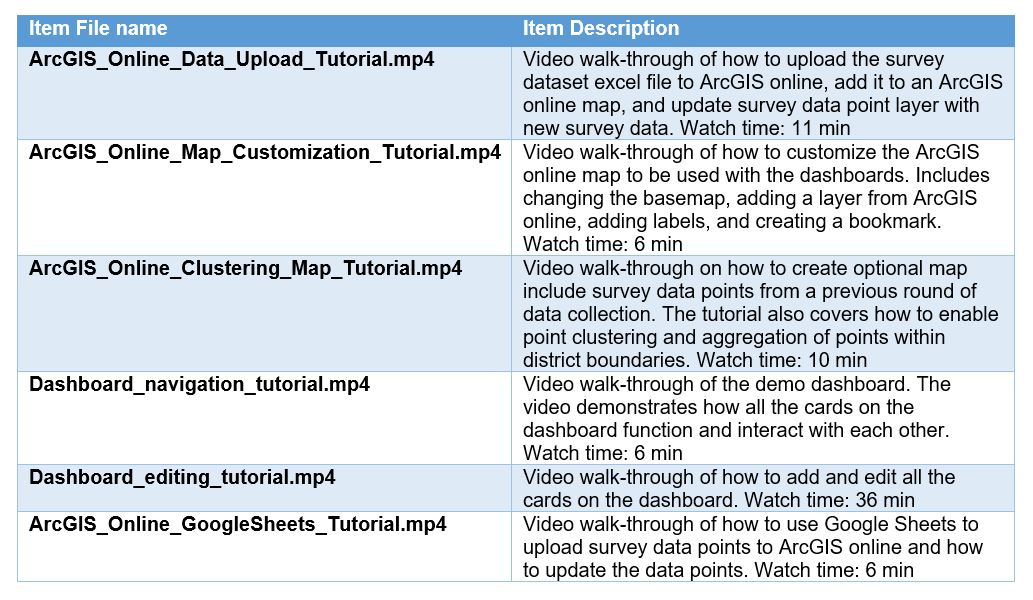 Item File name
Item Description
ArcGIS_Online_Data_Upload_Tutorial.mp4
Video walk-through of how to upload the survey
dataset excel file to ArcGIS online, add it to an ArcGIS
online map, and update survey data point layer with
new survey data. Watch time: 11 min
ArcGIS_Online_Map_Customization_Tutorial.mp4
Video walk-through of how to customize the ArcGIS
online map to be used with the dashboards. Includes
changing the basemap, adding a layer from ArcGIS
online, adding labels, and creating a bookmark.
Watch time: 6 min
ArcGIS_Online_Clustering_Map_Tutorial.mp4
Video walk-through on how to create optional map
include survey data points from a previous round of
data collection. The tutorial also covers how to enable
point clustering and aggregation of points within
district boundaries. Watch time: 10 min
Dashboard_navigation_tutorial.mp4
Video walk-through of the demo dashboard. The
video demonstrates how all the cards on the
dashboard function and interact with each other.
Watch time: 6 min
Dashboard_editing_tutorial.mp4
Video walk-through of how to add and edit all the
cards on the dashboard. Watch time: 36 min
ArcGIS_Online_GoogleSheets_Tutorial.mp4
Video walk-through of how to use Google Sheets to
upload survey data points to ArcGIS online and how
to update the data points. Watch time: 6 min